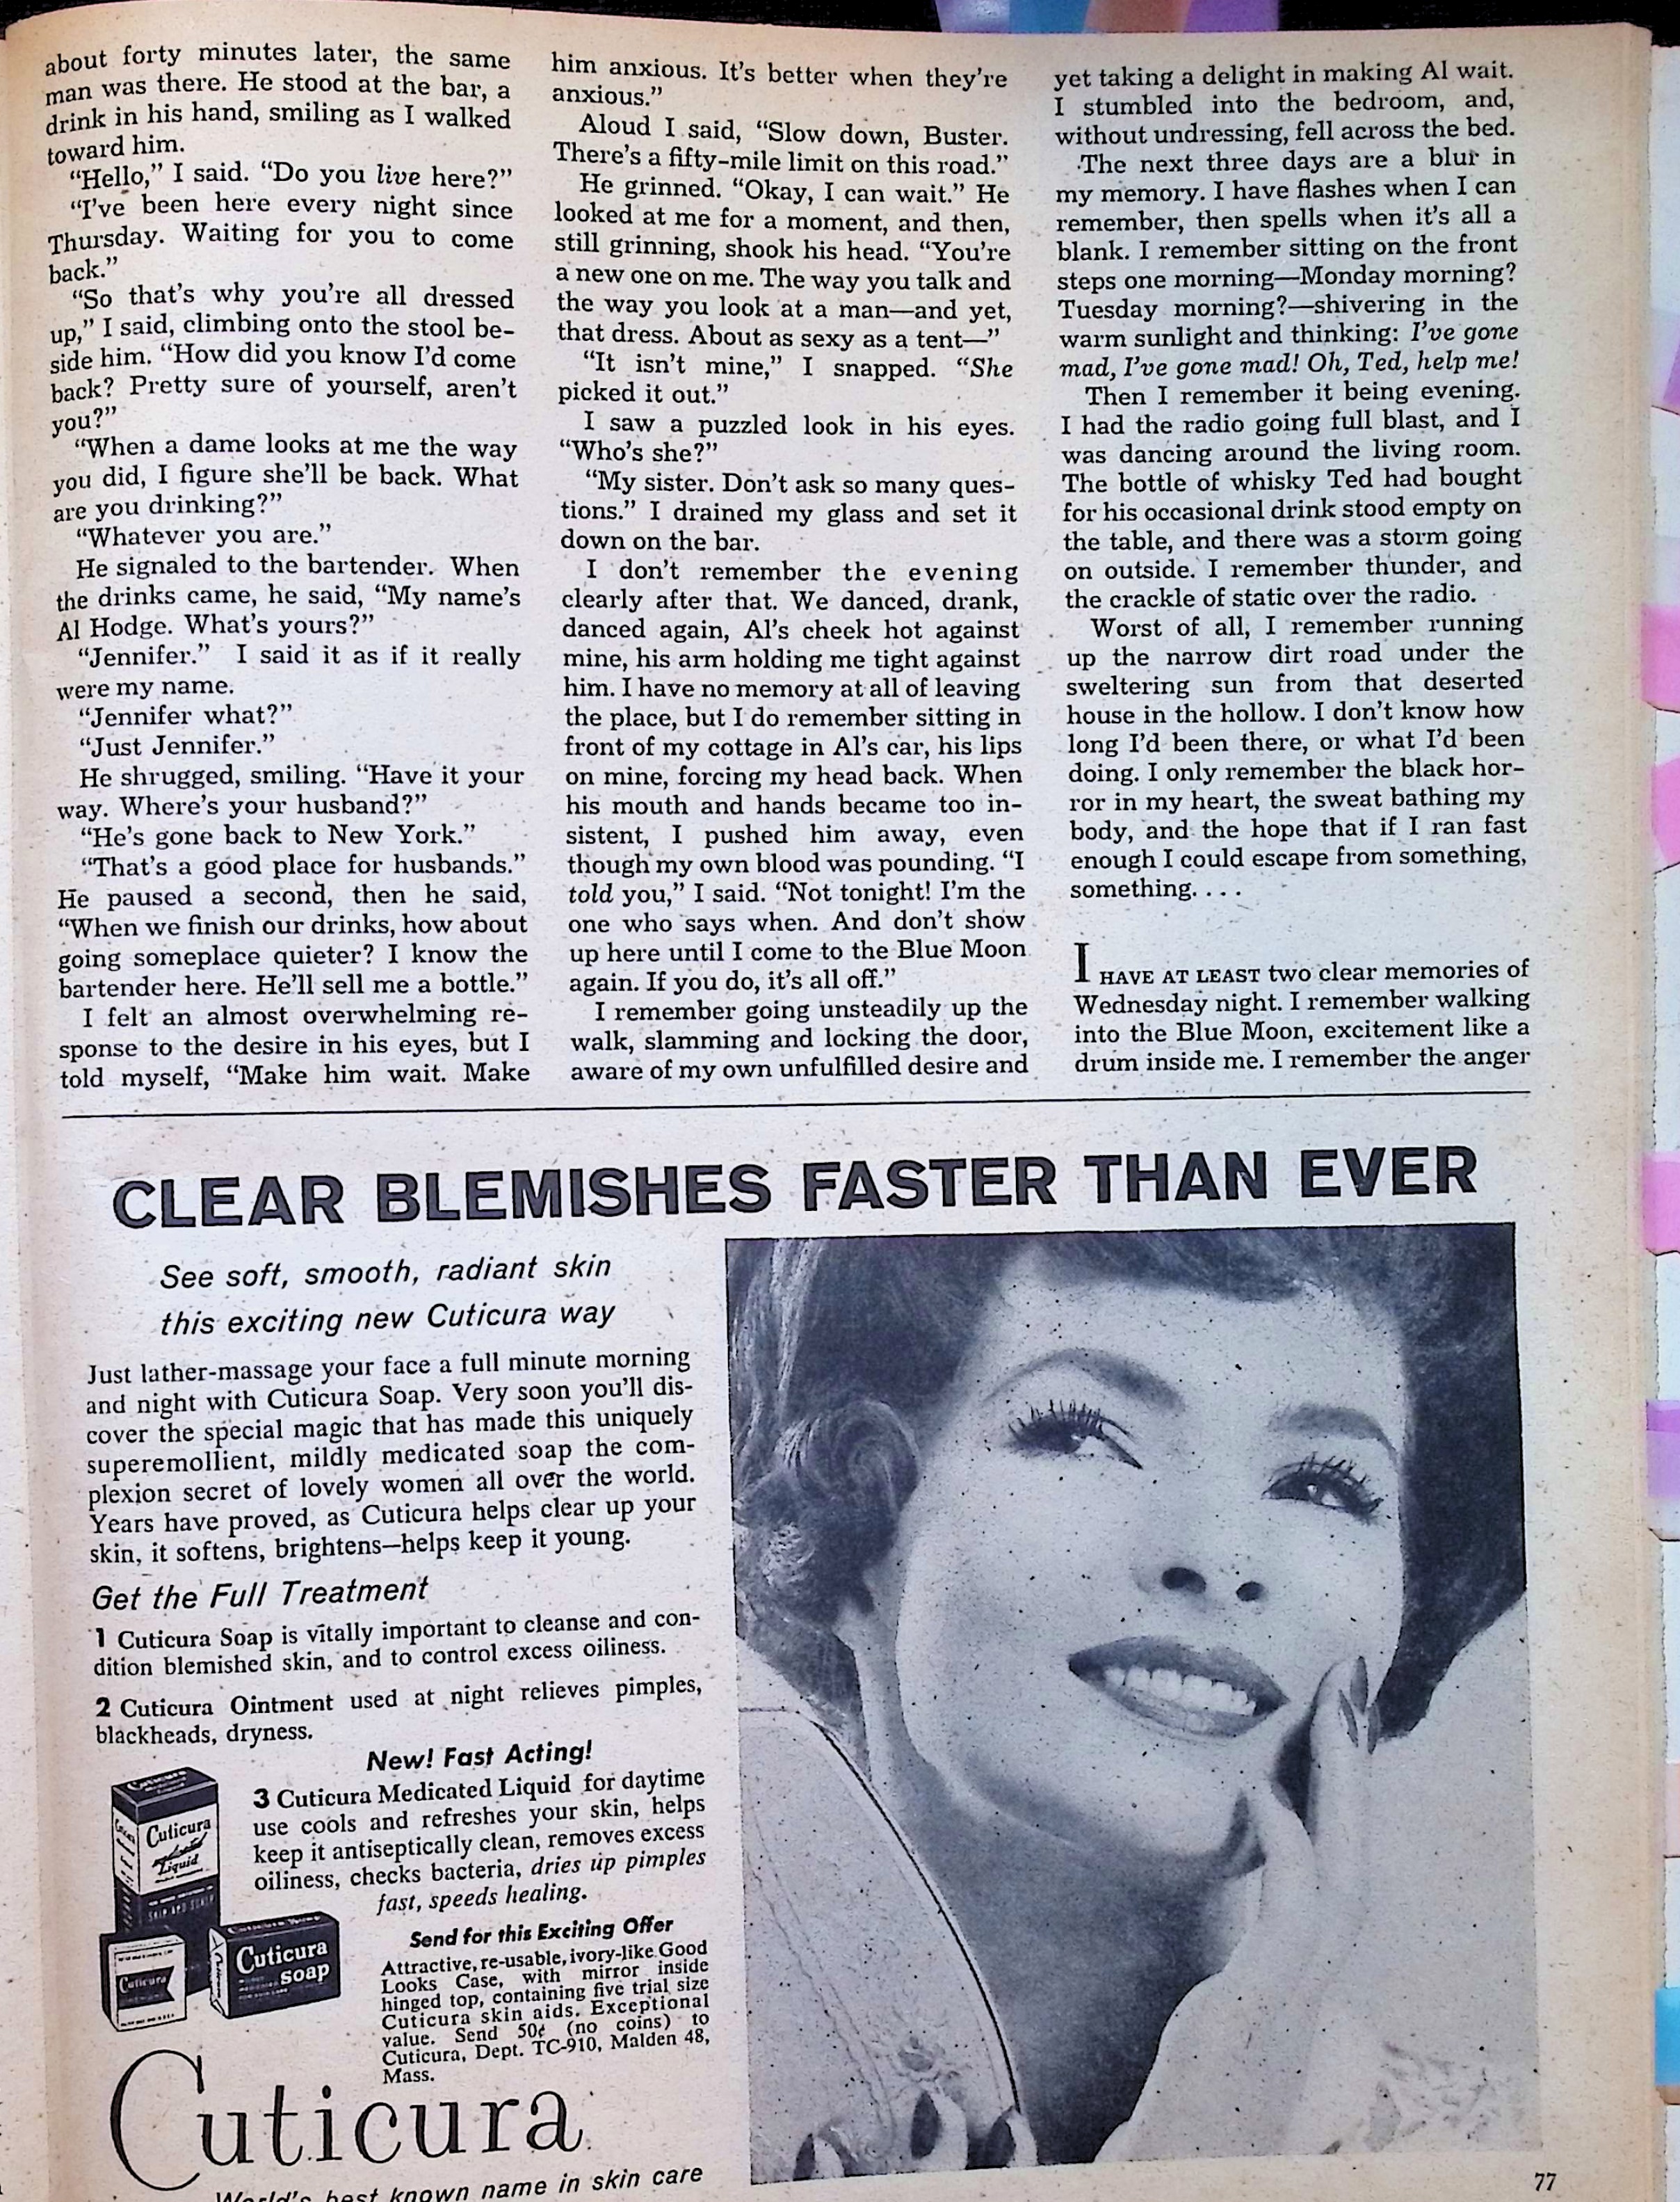 about forty minutes later, the same
man was there. He stood at the bar, a
drink in his hand, smiling as I walked
toward him.
“Hello,” I said. “Do you live here?”
“I’ve been here every night since
Thursday. Waiting for you to come
back.”
“So that’s why you’re all dressed
up,” I said, climbing onto the stool be-
side him. “How did you know I’d come
back? Pretty sure of yourself, aren’t
you?”
“When a dame looks at me the way
you did, I figure she’ll be back. What
are you drinking?”
“Whatever you are.”
He signaled to the bartender. When
the drinks came, he said, “My name’s
Al Hodge. What’s yours?”
“Jennifer.” I said it as if it really
were my name.
“Jennifer what?”
“Just Jennifer.”
He shrugged, smiling. “Have it your
way. Where’s your husband?”
“He’s gone back to New York.”
“That’s a good place for husbands.”
He paused a second, then he said,
“When we finish our drinks, how about
going someplace quieter? I know the
bartender here. He’ll sell me a bottle.”
I felt an almost overwhelming re-
sponse to the desire in his eyes, but I
told myself, “Make him wait. Make
him anxious. It’s better when they’re
anxious.”
Aloud I said, “Slow down, Buster.
There’s a fifty-mile limit on this road.”
He grinned. “Okay, I can wait.” He
looked at me for a moment, and then,
still grinning, shook his head. “You’re
a new one on me. The way you talk and
the way you look at a man—and yet,
that dress. About as sexy as a tent—”
“It isn’t mine,” I snapped. “She
picked it out.”
I saw a puzzled look in his eyes.
“Who’s she?”
“My sister. Don’t ask so many ques-
tions.” I drained my glass and set it
down on the bar.
I don’t remember the evening
clearly after that. We danced, drank,
danced again, Al’s cheek hot against
mine, his arm holding me tight against
him. I have no memory at all of leaving
the place, but I do remember sitting in
front of my cottage in Al’s car, his lips
on mine, forcing my head back. When
his mouth and hands became too in-
sistent, I pushed him away, even
though my own blood was pounding. “I
told you,” I said. “Not tonight! I’m the
one who says when. And don’t show
up here until I come to the Blue Moon
again. If you do, it’s all off.”
I remember going unsteadily up the
walk, slamming and locking the door,
aware of my own unfulfilled desire and
yet taking a delight in making Al wait.
I stumbled into the bedroom, and,
without undressing, fell across the bed.
The next three days are a blur in
my memory. I have flashes when I can
remember, then spells when it’s all a
blank. I remember sitting on the front
steps one morning—Monday morning?
Tuesday morning?—shivering in the
warm sunlight and thinking: I’ve gone
mad, I’ve gone mad! Oh, Ted, help me!
Then I remember it being evening.
I had the radio going full blast, and I
was dancing around the living room.
The bottle of whisky Ted had bought
for his occasional drink stood empty on
the table, and there was a storm going
on outside. I remember thunder, and
the crackle of static over the radio.
Worst of all, I remember running
up the narrow dirt road under the
sweltering sun from that deserted
house in the hollow. I don’t know how
long I’d been there, or what I’d been
doing. I only remember the black hor-
ror in my heart, the sweat bathing my
body, and the hope that if I ran fast
enough I could escape from something,
something. . . .
I HAVE AT LEAST two clear memories of
Wednesday night. I remember walking
into the Blue Moon, excitement like a
drum inside me. I remember the anger
CLEAR BLEMISHES FASTER THAN EVER
See soft, smooth, radiant skin
this exciting new Cuticura way
Just lather-massage your face a full minute morning
and night with Cuticura Soap. Very soon you’ll dis-
cover the special magic that has made this uniquely
superemollient, mildly medicated soap the com-
plexion secret of lovely women all over the world.
Years have proved, as Cuticura helps clear up your
skin, it softens, brightens—helps keep it young.
Get the Full Treatment
1 Cuticura Soap is vitally important to cleanse and con-
dition blemished skin, and to control excess oiliness.
2 Cuticura Ointment used at night relieves pimples,
blackheads, dryness.
New! Fast Acting!
3 Cuticura Medicated Liquid for daytime
use cools and refreshes your skin, helps
keep it antiseptically clean, removes excess
oiliness, checks bacteria, dries up pimples
fast, speeds healing.
Cuticura
Liquid
Cuticura
Cuticura
soap
Send for this Exciting Offer
Attractive, re-usable, ivory-like Good
Looks Case, with mirror inside
hinged top, containing five trial size
Cuticura skin aids. Exceptional
value. Send 50¢ (no coins) to
Cuticura, Dept. TC-910, Malden 48,
Mass.
Cuticura
World’s best known name in skin care
77